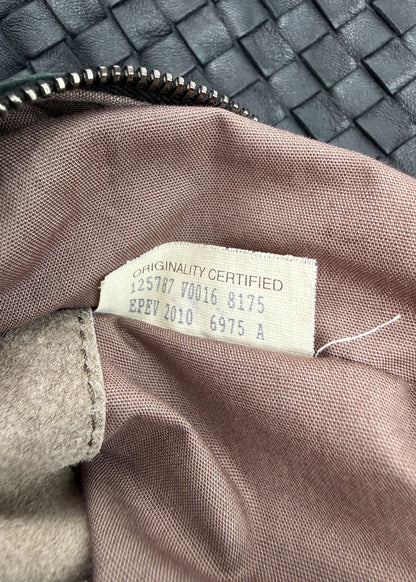 ORIGINALITY CERTIFIED
125787 V0016 8175
EPEV 2010 6975 A